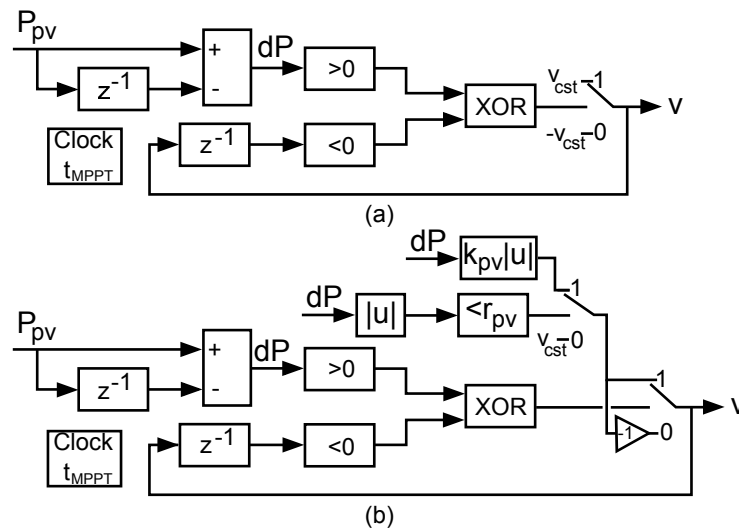 P_pv
+
dP
>0
z^-1
-
XOR
v_cst 1
v
-v_cst 0
Clock
t_MPPT
z^-1
<0
(a)
dP
k_pv|u|
dP
|u|
<r_pv
1
v_cst 0
P_pv
+
dP
>0
1
z^-1
-
XOR
v
-1
0
Clock
t_MPPT
z^-1
<0
(b)